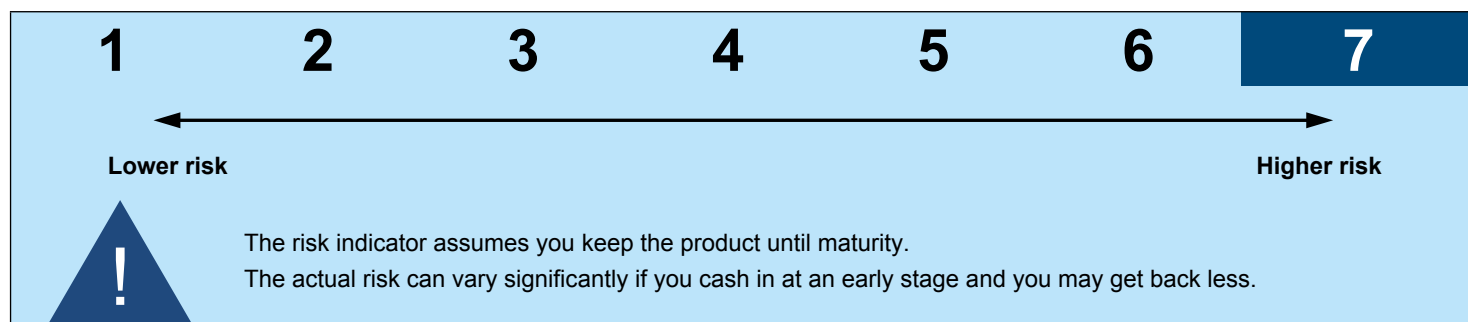 1 2 3 4 5 6 7
Lower risk Higher risk
!
The risk indicator assumes you keep the product until maturity.
The actual risk can vary significantly if you cash in at an early stage and you may get back less.